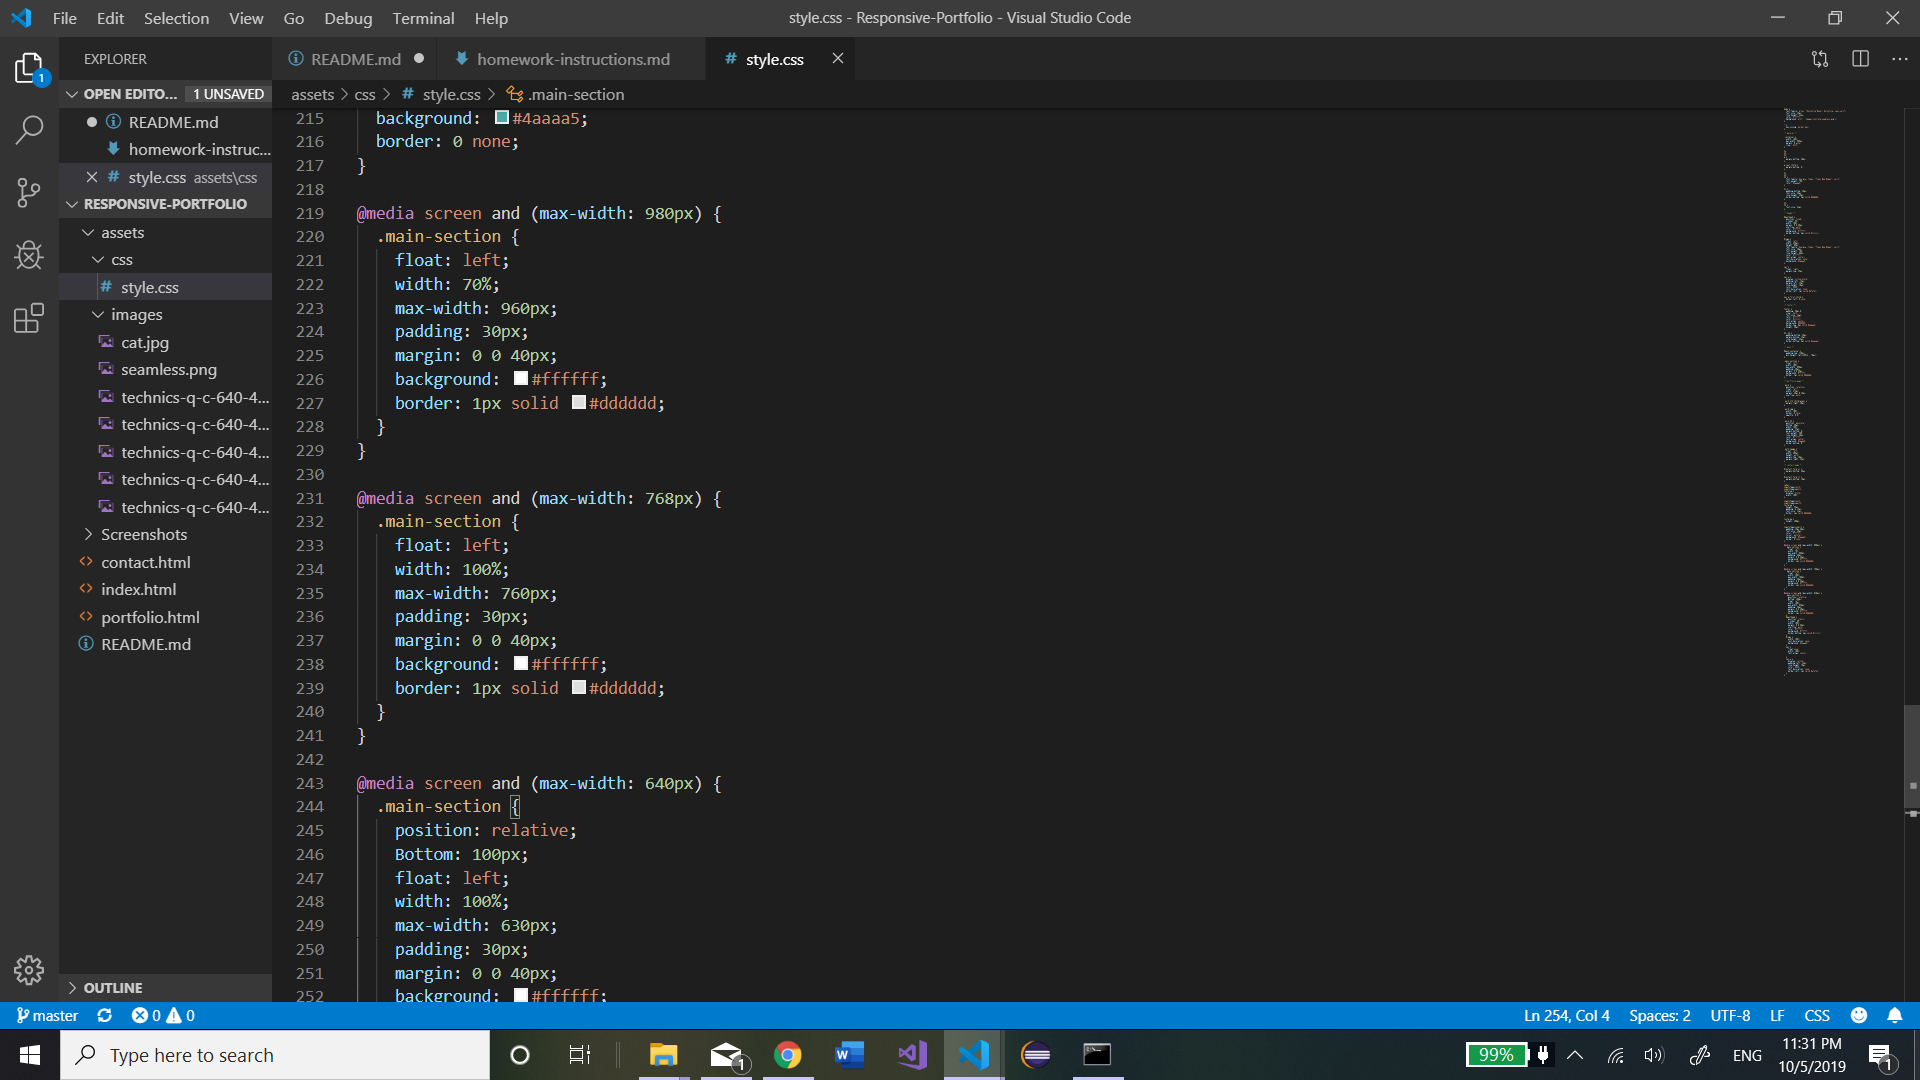 File Edit Selection View Go Debug Terminal Help
style.css - Responsive-Portfolio - Visual Studio Code
EXPLORER
README.md
homework-instructions.md
# style.css
OPEN EDITO... 1 UNSAVED
README.md
homework-instruc...
# style.css assets\css
RESPONSIVE-PORTFOLIO
assets
css
# style.css
images
cat.jpg
seamless.png
technics-q-c-640-4...
technics-q-c-640-4...
technics-q-c-640-4...
technics-q-c-640-4...
technics-q-c-640-4...
Screenshots
<> contact.html
<> index.html
<> portfolio.html
README.md
OUTLINE
1
assets > css > # style.css > .main-section
215 background: #4aaaa5;
216 border: 0 none;
217 }
218
219 @media screen and (max-width: 980px) {
220 .main-section {
221 float: left;
222 width: 70%;
223 max-width: 960px;
224 padding: 30px;
225 margin: 0 0 40px;
226 background: #ffffff;
227 border: 1px solid #dddddd;
228 }
229 }
230
231 @media screen and (max-width: 768px) {
232 .main-section {
233 float: left;
234 width: 100%;
235 max-width: 760px;
236 padding: 30px;
237 margin: 0 0 40px;
238 background: #ffffff;
239 border: 1px solid #dddddd;
240 }
241 }
242
243 @media screen and (max-width: 640px) {
244 .main-section {
245 position: relative;
246 Bottom: 100px;
247 float: left;
248 width: 100%;
249 max-width: 630px;
250 padding: 30px;
251 margin: 0 0 40px;
252 background: #ffffff;
master 0 0
Ln 254, Col 4 Spaces: 2 UTF-8 LF CSS
Type here to search
1
99%
ENG
11:31 PM
10/5/2019
1